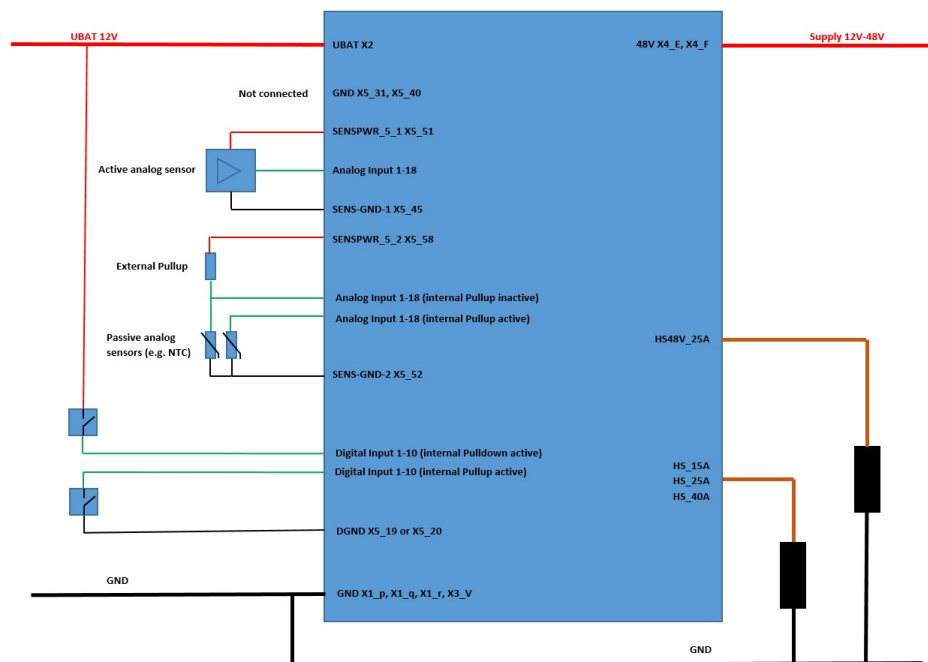 UBAT 12V
UBAT X2
48V X4_E, X4_F
Supply 12V-48V
Not connected
GND X5_31, X5_40
SENSPWR_5_1 X5_51
Active analog sensor
Analog Input 1-18
SENS-GND-1 X5_45
SENSPWR_5_2 X5_58
External Pullup
Analog Input 1-18 (internal Pullup inactive)
Analog Input 1-18 (internal Pullup active)
Passive analog
sensors (e.g. NTC)
HS48V_25A
SENS-GND-2 X5_52
Digital Input 1-10 (internal Pulldown active)
Digital Input 1-10 (internal Pullup active)
HS_15A
HS_25A
HS_40A
DGND X5_19 or X5_20
GND
GND X1_p, X1_q, X1_r, X3_V
GND